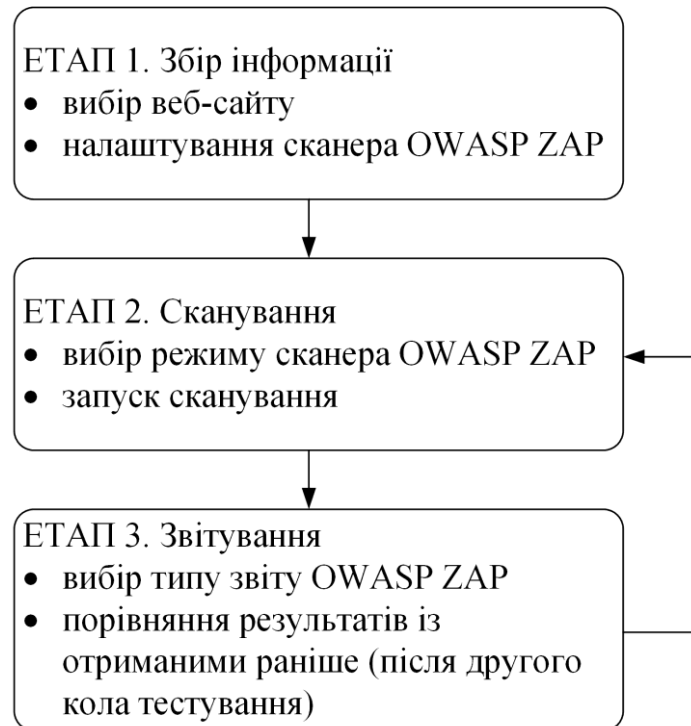 ЕТАП 1. Збір інформації
• вибір веб-сайту
• налаштування сканера OWASP ZAP
ЕТАП 2. Сканування
• вибір режиму сканера OWASP ZAP
• запуск сканування
ЕТАП 3. Звітування
• вибір типу звіту OWASP ZAP
• порівняння результатів із
отриманими раніше (після другого
кола тестування)